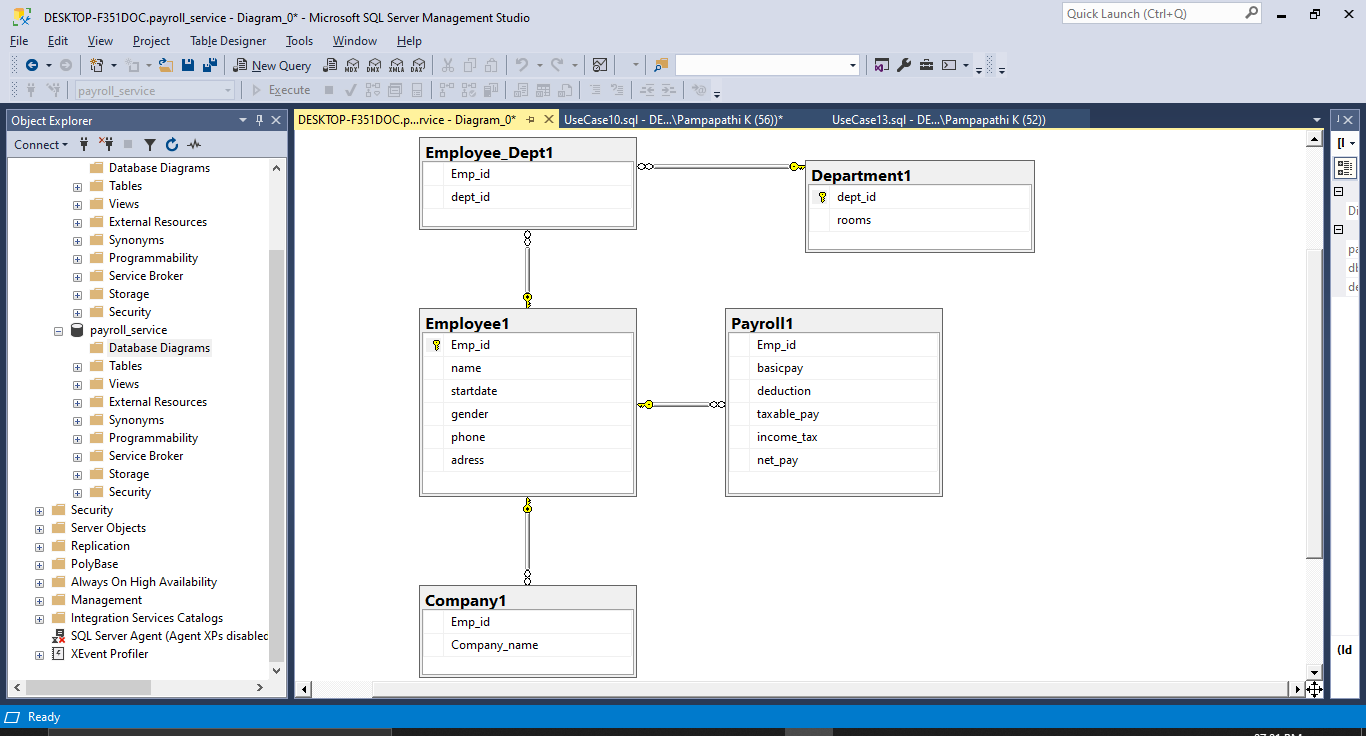 DESKTOP-F351DOC.payroll_service - Diagram_0* - Microsoft SQL Server Management Studio
Quick Launch (Ctrl+Q)
File Edit View Project Table Designer Tools Window Help
New Query
MDX DMX XMLA DAX
payroll_service
Execute
Object Explorer
Connect
Database Diagrams
Tables
Views
External Resources
Synonyms
Programmability
Service Broker
Storage
Security
payroll_service
Database Diagrams
Tables
Views
External Resources
Synonyms
Programmability
Service Broker
Storage
Security
Security
Server Objects
Replication
PolyBase
Always On High Availability
Management
Integration Services Catalogs
SQL Server Agent (Agent XPs disabled
XEvent Profiler
DESKTOP-F351DOC.p...rvice - Diagram_0*
UseCase10.sql - DE...\Pampapathi K (56))*
UseCase13.sql - DE...\Pampapathi K (52))
Employee_Dept1
Emp_id
dept_id
Department1
dept_id
rooms
Employee1
Emp_id
name
startdate
gender
phone
adress
Payroll1
Emp_id
basicpay
deduction
taxable_pay
income_tax
net_pay
Company1
Emp_id
Company_name
[I
Di
pa
db
de
(Id
Ready